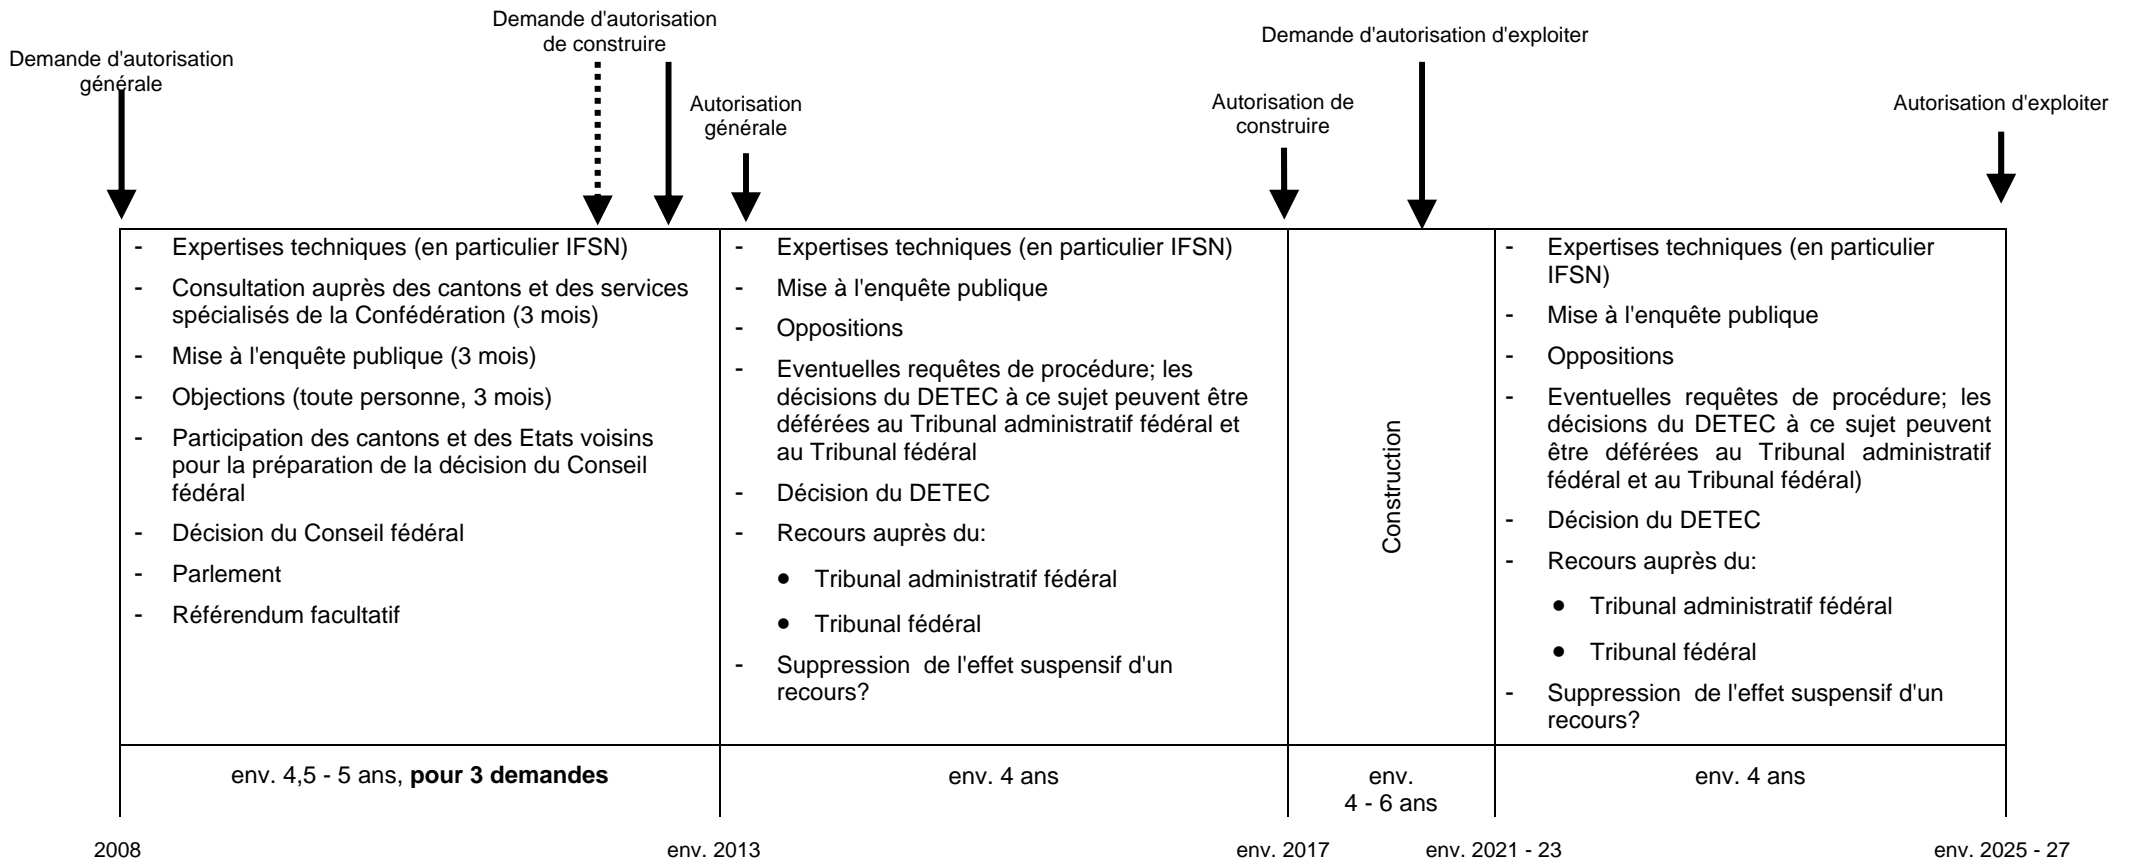 Demande d'autorisation
générale
Demande d'autorisation
de construire
Autorisation
générale
Autorisation de
construire
Demande d'autorisation d'exploiter
Autorisation d'exploiter
- Expertises techniques (en particulier IFSN)
- Consultation auprès des cantons et des services
spécialisés de la Confédération (3 mois)
- Mise à l'enquête publique (3 mois)
- Objections (toute personne, 3 mois)
- Participation des cantons et des Etats voisins
pour la préparation de la décision du Conseil
fédéral
- Décision du Conseil fédéral
- Parlement
- Référendum facultatif
- Expertises techniques (en particulier IFSN)
- Mise à l'enquête publique
- Oppositions
- Eventuelles requêtes de procédure; les
décisions du DETEC à ce sujet peuvent être
déférées au Tribunal administratif fédéral et
au Tribunal fédéral
- Décision du DETEC
- Recours auprès du:
• Tribunal administratif fédéral
• Tribunal fédéral
- Suppression de l'effet suspensif d'un
recours?
Construction
- Expertises techniques (en particulier
IFSN)
- Mise à l'enquête publique
- Oppositions
- Eventuelles requêtes de procédure; les
décisions du DETEC à ce sujet peuvent
être déférées au Tribunal administratif
fédéral et au Tribunal fédéral)
- Décision du DETEC
- Recours auprès du:
• Tribunal administratif fédéral
• Tribunal fédéral
- Suppression de l'effet suspensif d'un
recours?
env. 4,5 - 5 ans, pour 3 demandes
env. 4 ans
env.
4 - 6 ans
env. 4 ans
2008
env. 2013
env. 2017
env. 2021 - 23
env. 2025 - 27